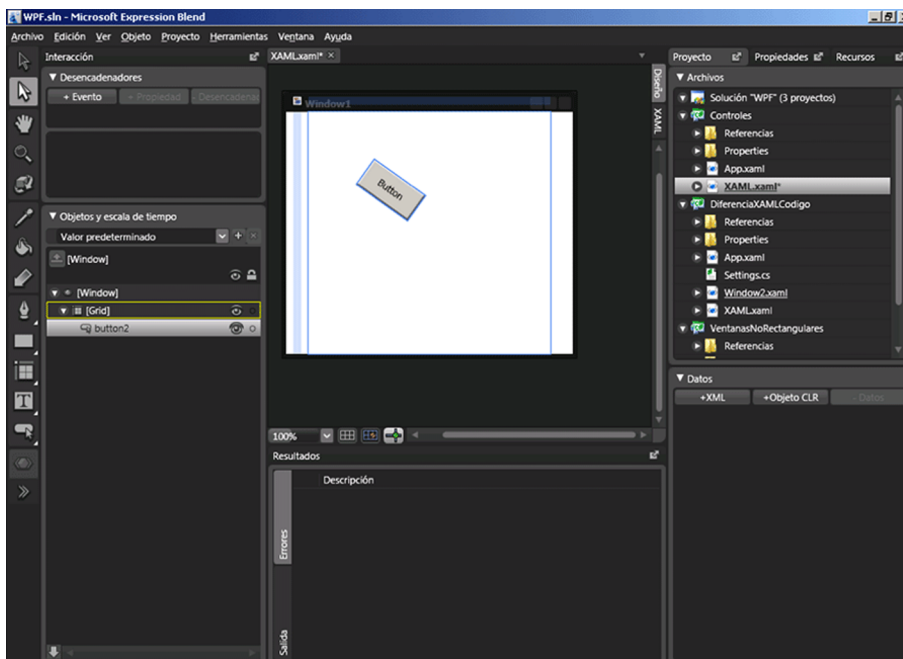 WPF.sln - Microsoft Expression Blend
Archivo Edición Ver Objeto Proyecto Herramientas Ventana Ayuda
Interacción
Desencadenadores
+ Evento + Propiedad - Desencadenac
Objetos y escala de tiempo
Valor predeterminado
[Window]
[Window]
[Grid]
button2
XAML.xaml* ×
Window1
Button
Diseño
XAML
100%
Resultados
Descripción
Errores
Salida
Proyecto Propiedades Recursos
Archivos
Solución "WPF" (3 proyectos)
Controles
Referencias
Properties
App.xaml
XAML.xaml*
DiferenciaXAMLCodigo
Referencias
Properties
App.xaml
Settings.cs
Window2.xaml
XAML.xaml
VentanasNoRectangulares
Referencias
Datos
+XML +Objeto CLR - Datos